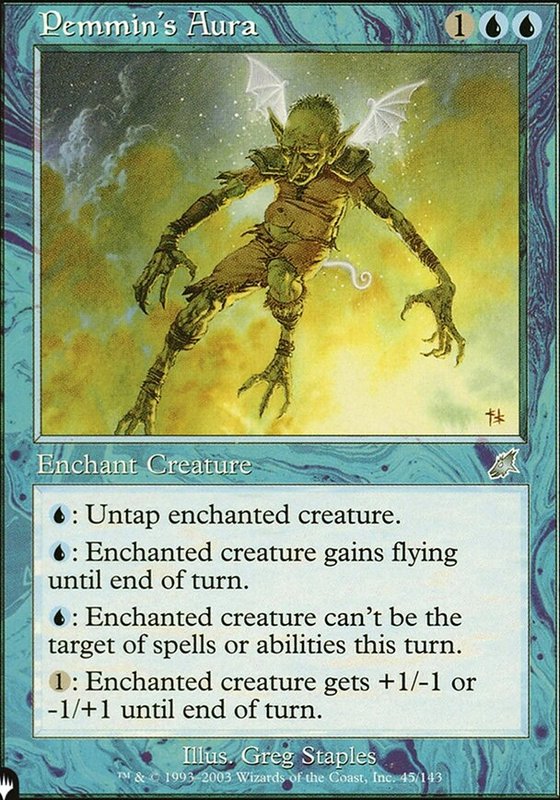 Pemmin's Aura 1
Enchant Creature
: Untap enchanted creature.
: Enchanted creature gains flying
until end of turn.
: Enchanted creature can't be the
target of spells or abilities this turn.
1: Enchanted creature gets +1/-1 or
-1/+1 until end of turn.
Illus. Greg Staples
™ & © 1993-2003 Wizards of the Coast, Inc. 45/143